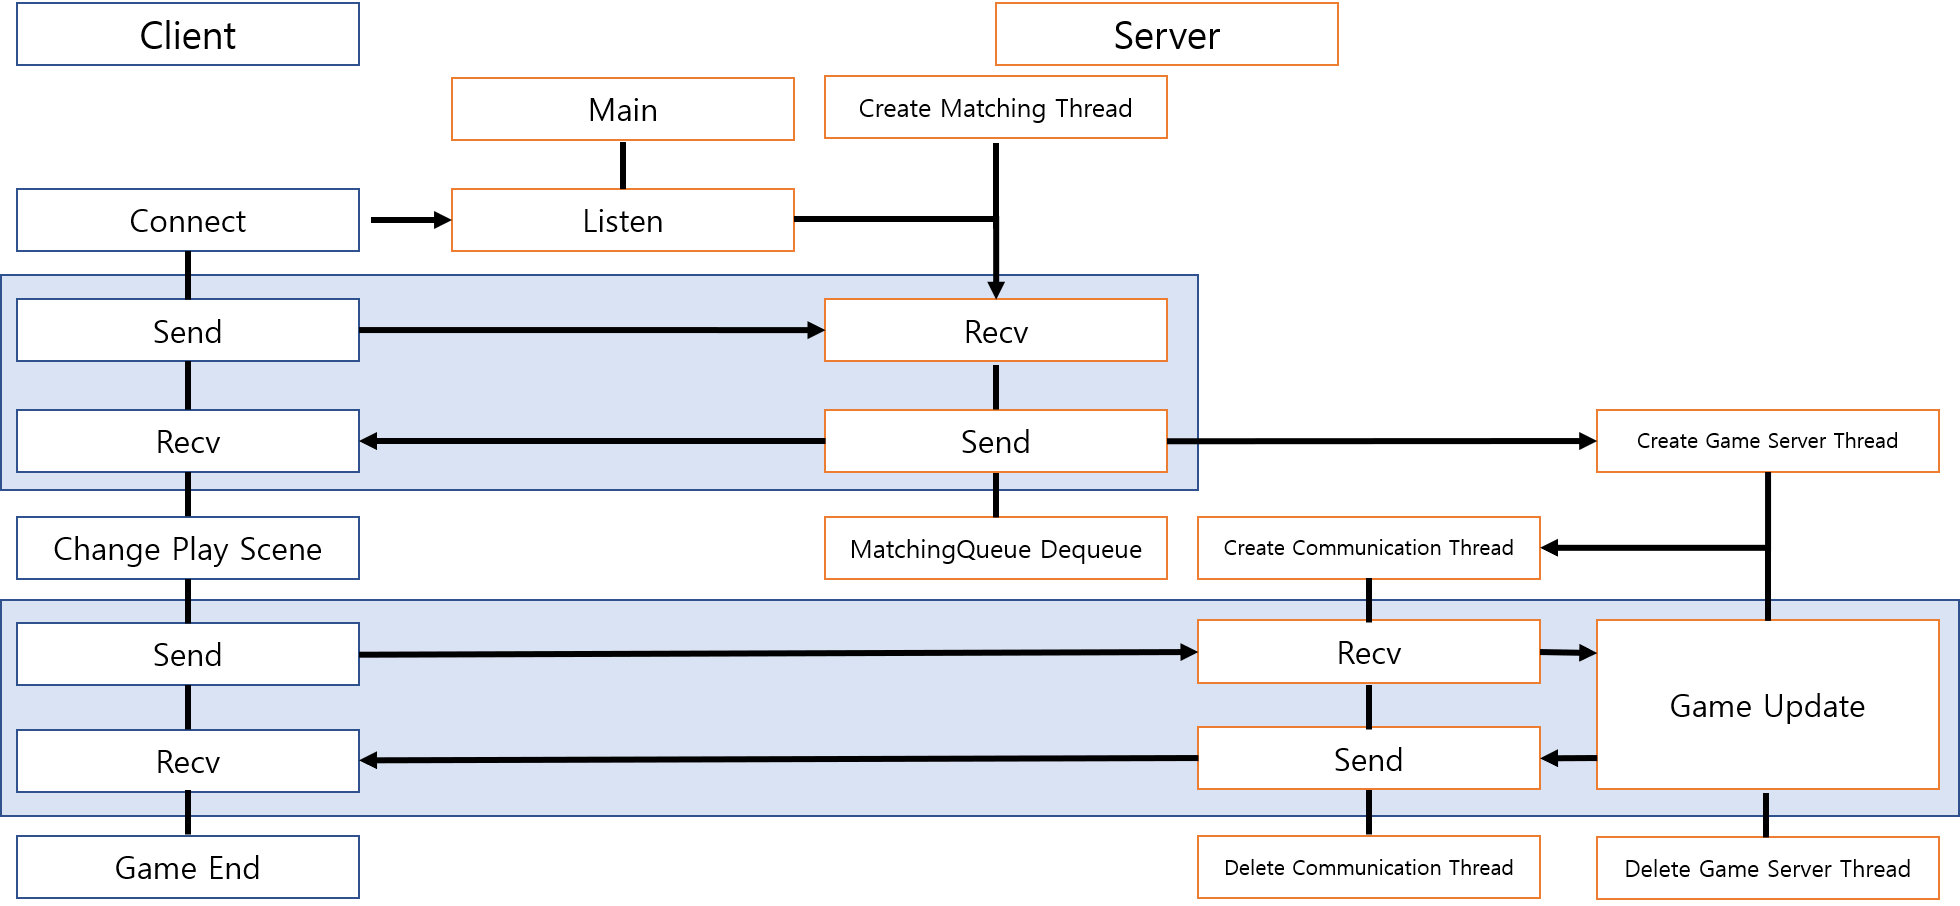 Client
Server
Main
Create Matching Thread
Connect
Listen
Send
Recv
Recv
Send
Create Game Server Thread
Change Play Scene
MatchingQueue Dequeue
Create Communication Thread
Send
Recv
Game Update
Recv
Send
Game End
Delete Communication Thread
Delete Game Server Thread